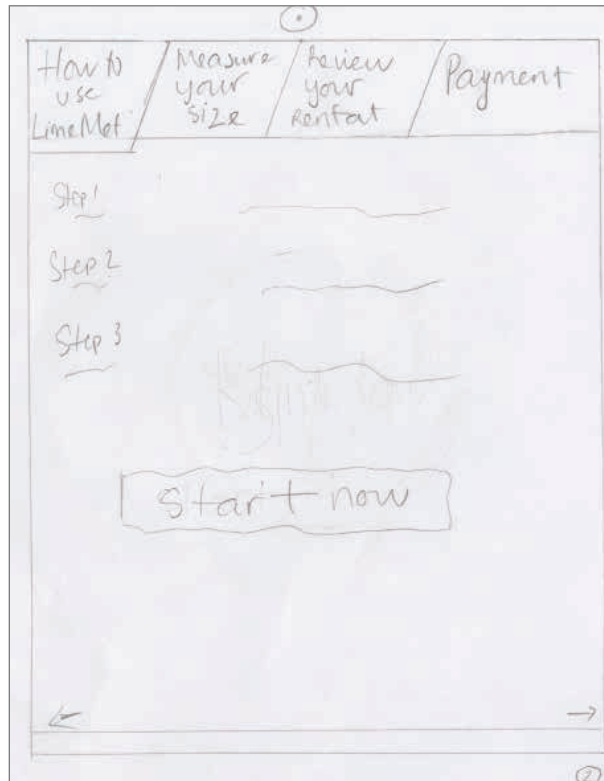 How to
use
LimeMet
Measure
your
size
Review
your
Rental
Payment
Step 1
Step 2
Step 3
Start now
2